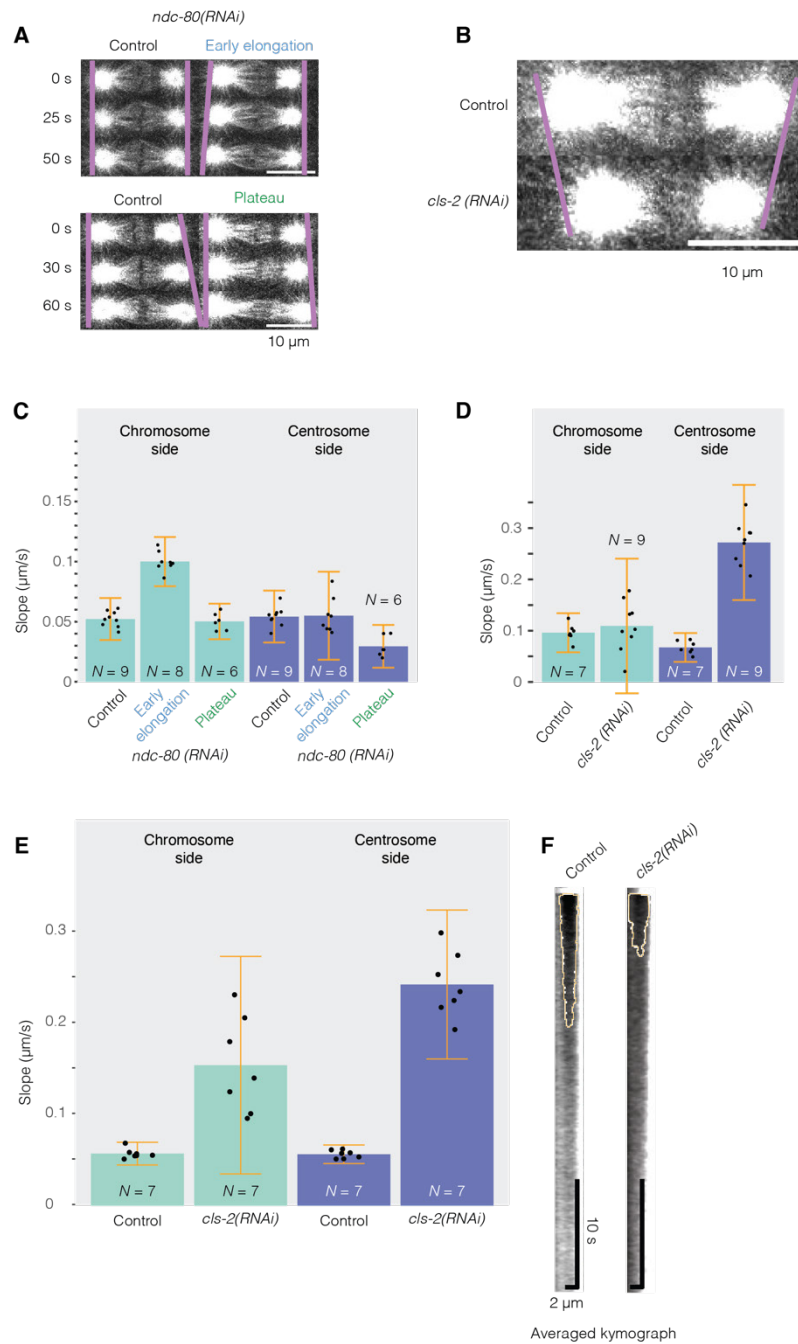 A
ndc-80(RNAi)
Control
Early elongation
0 s
25 s
50 s
Control
Plateau
0 s
30 s
60 s
10 µm
B
Control
cls-2 (RNAi)
10 µm
C
Chromosome
side
Centrosome
side
Slope (µm/s)
0.15
0.1
0.05
0
N = 9
N = 8
N = 6
N = 9
N = 8
N = 6
Control
Early
elongation
Plateau
Control
Early
elongation
Plateau
ndc-80 (RNAi)
ndc-80 (RNAi)
D
Chromosome
side
Centrosome
side
Slope (µm/s)
0.3
0.2
0.1
0
N = 7
N = 9
N = 7
N = 9
Control
cls-2 (RNAi)
Control
cls-2 (RNAi)
E
Chromosome
side
Centrosome
side
Slope (µm/s)
0.3
0.2
0.1
0
N = 7
N = 7
N = 7
N = 7
Control
cls-2(RNAi)
Control
cls-2(RNAi)
F
Control
cls-2(RNAi)
10 s
2 µm
Averaged kymograph